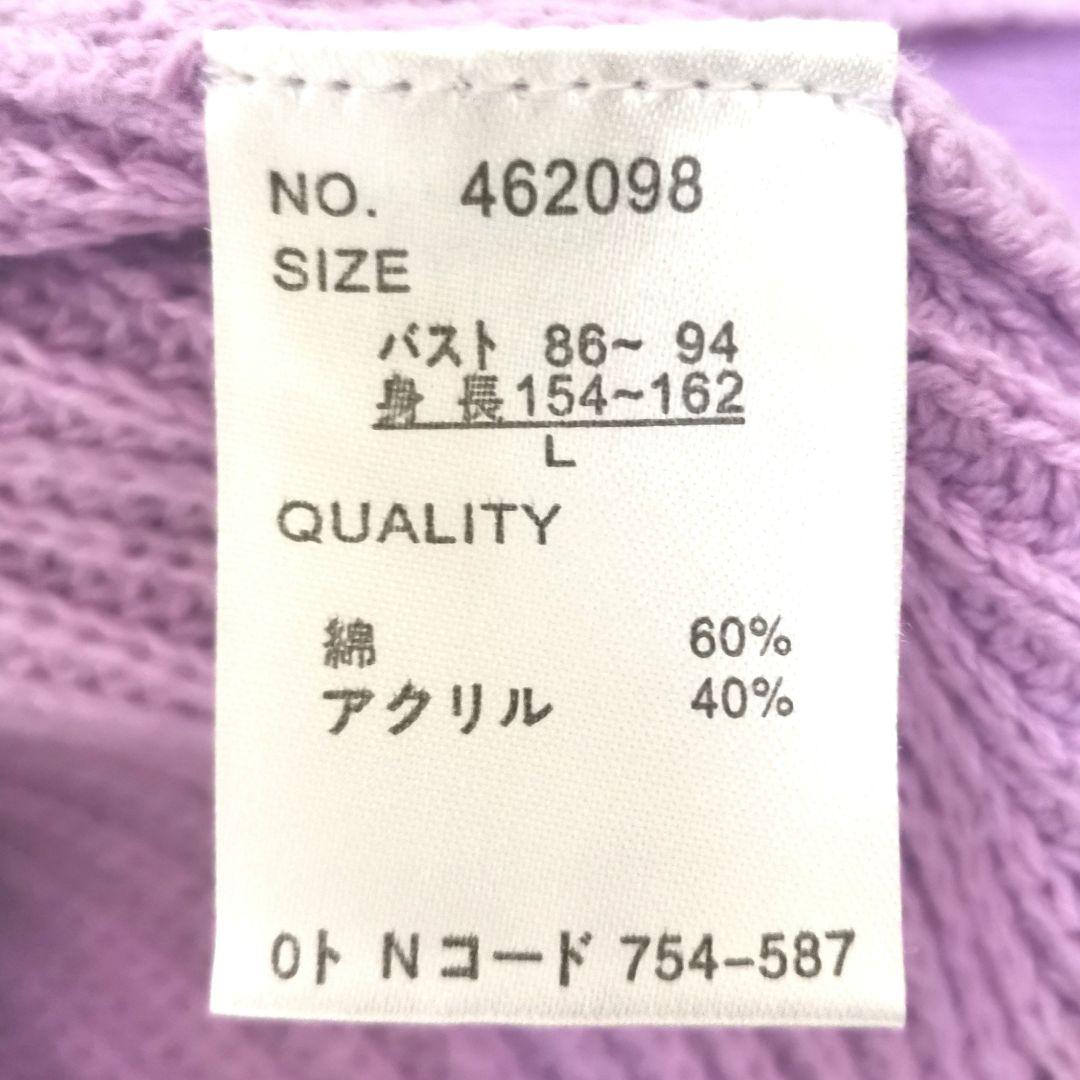 NO. 462098
SIZE
バスト 86~ 94
身 長154~162
L
QUALITY
綿 60%
アクリル 40%
0ト Nコード 754-587